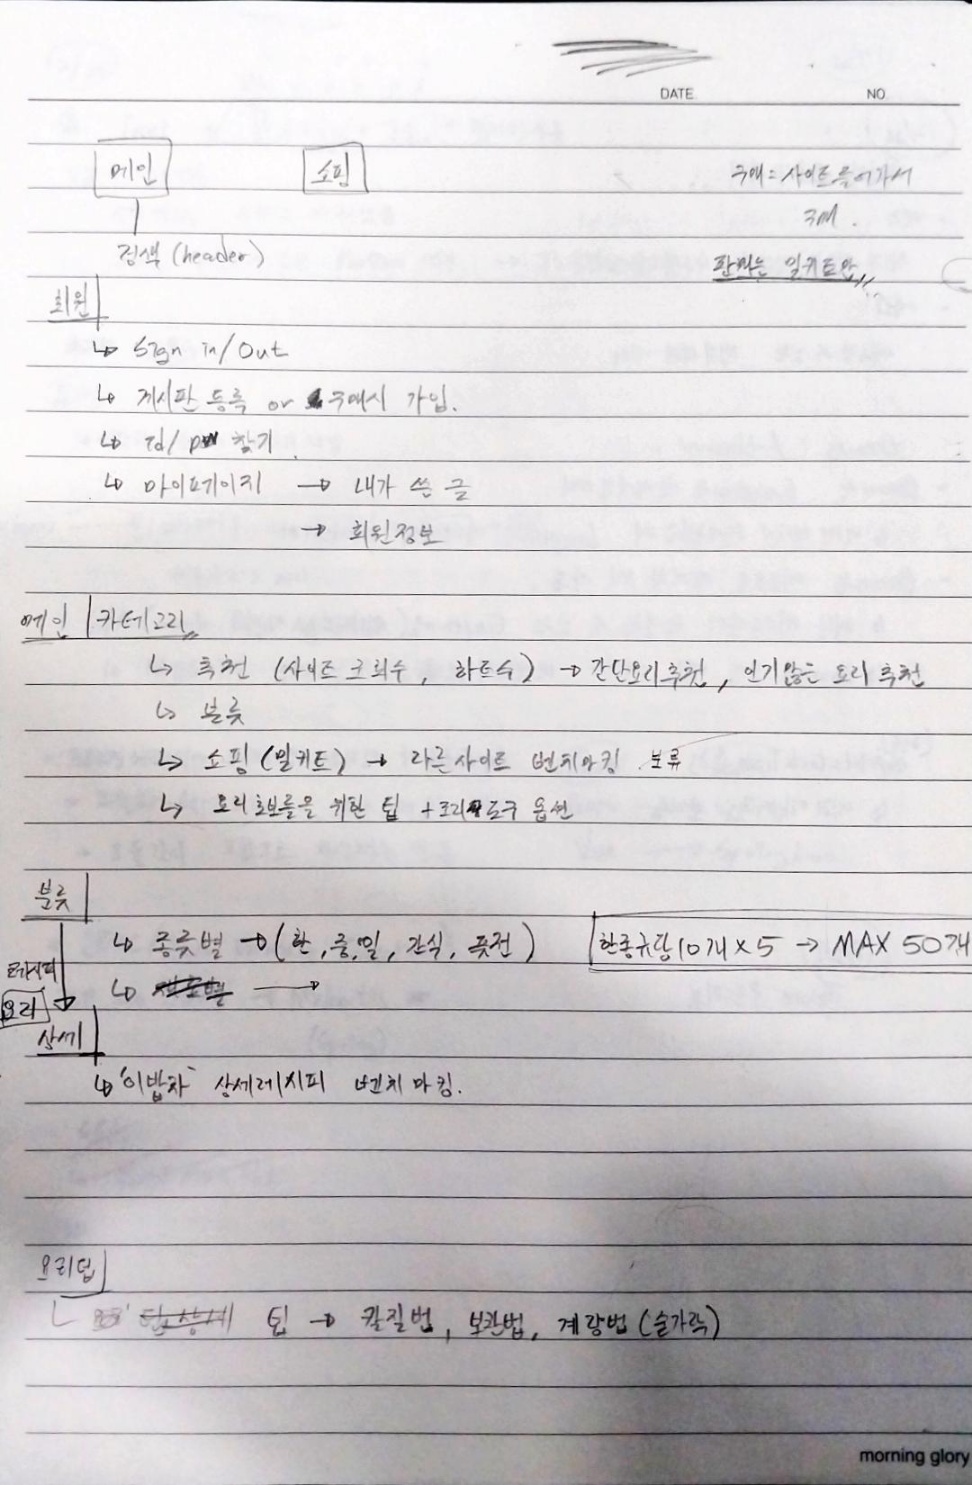 DATE NO
메인 쇼핑
구매 = 사이트 들어가서
구매.
검색 (header)
판매는 밀키트만
회원
↳ Sign in/Out
↳ 게시판 등록 or 구매시 가입.
↳ Id/pw 찾기
↳ 마이페이지 → 내가 쓴 글
→ 회원정보
메인 카테고리
↳ 추천 (사이트 조회수, 하트수) → 간단요리추천, 인기많은 요리 추천
↳ 분류
↳ 쇼핑(밀키트) → 다른사이트 벤치마킹. 보류
↳ 요리초보를을 위한 팁 + 조리도구 옵션
분류
↳ 종류별 → (한, 중, 일, 간식, 퓨전)
한종류당 10개 x 5 → MAX 50개
↳ →
레시피
요리
상세
↳ '이밥차' 상세레시피 벤치마킹.
요리팁
팁 → 칼질법, 보관법, 계량법 (숟가락)
morning glory